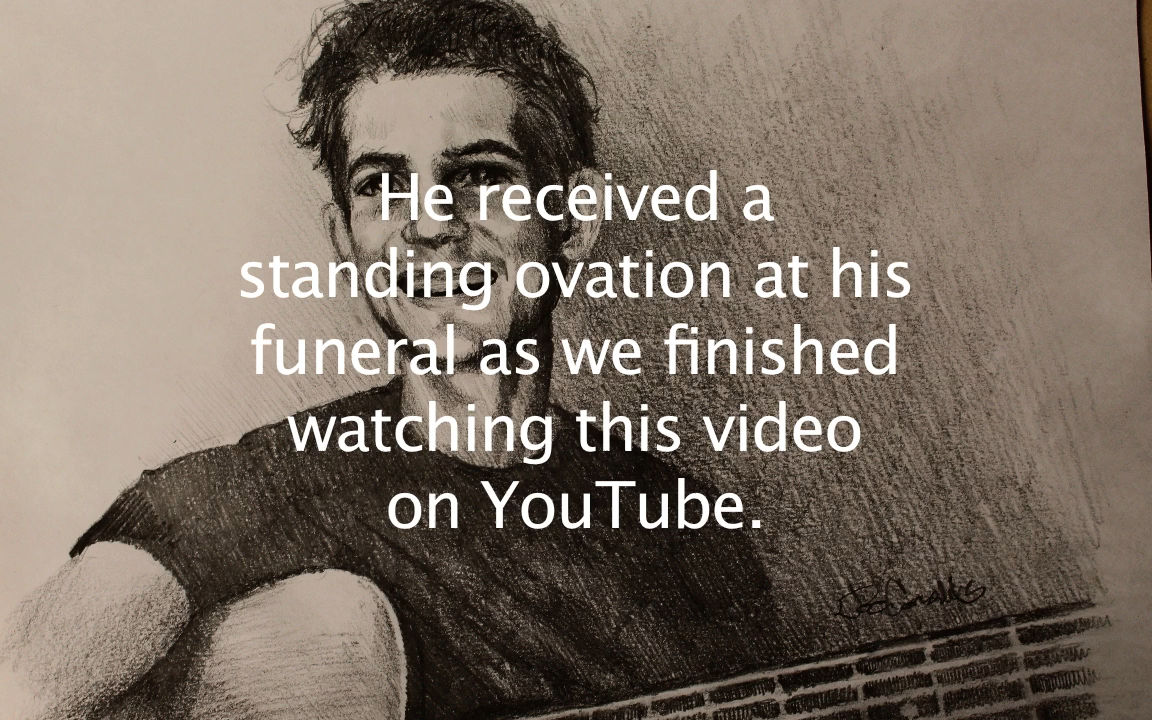 He received a
standing ovation at his
funeral as we finished
watching this video
on YouTube.